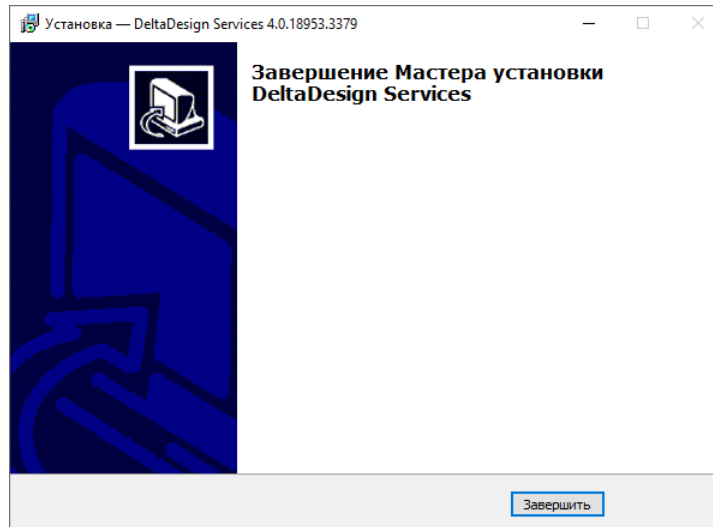 Установка — DeltaDesign Services 4.0.18953.3379
Завершение Мастера установки
DeltaDesign Services
Завершить